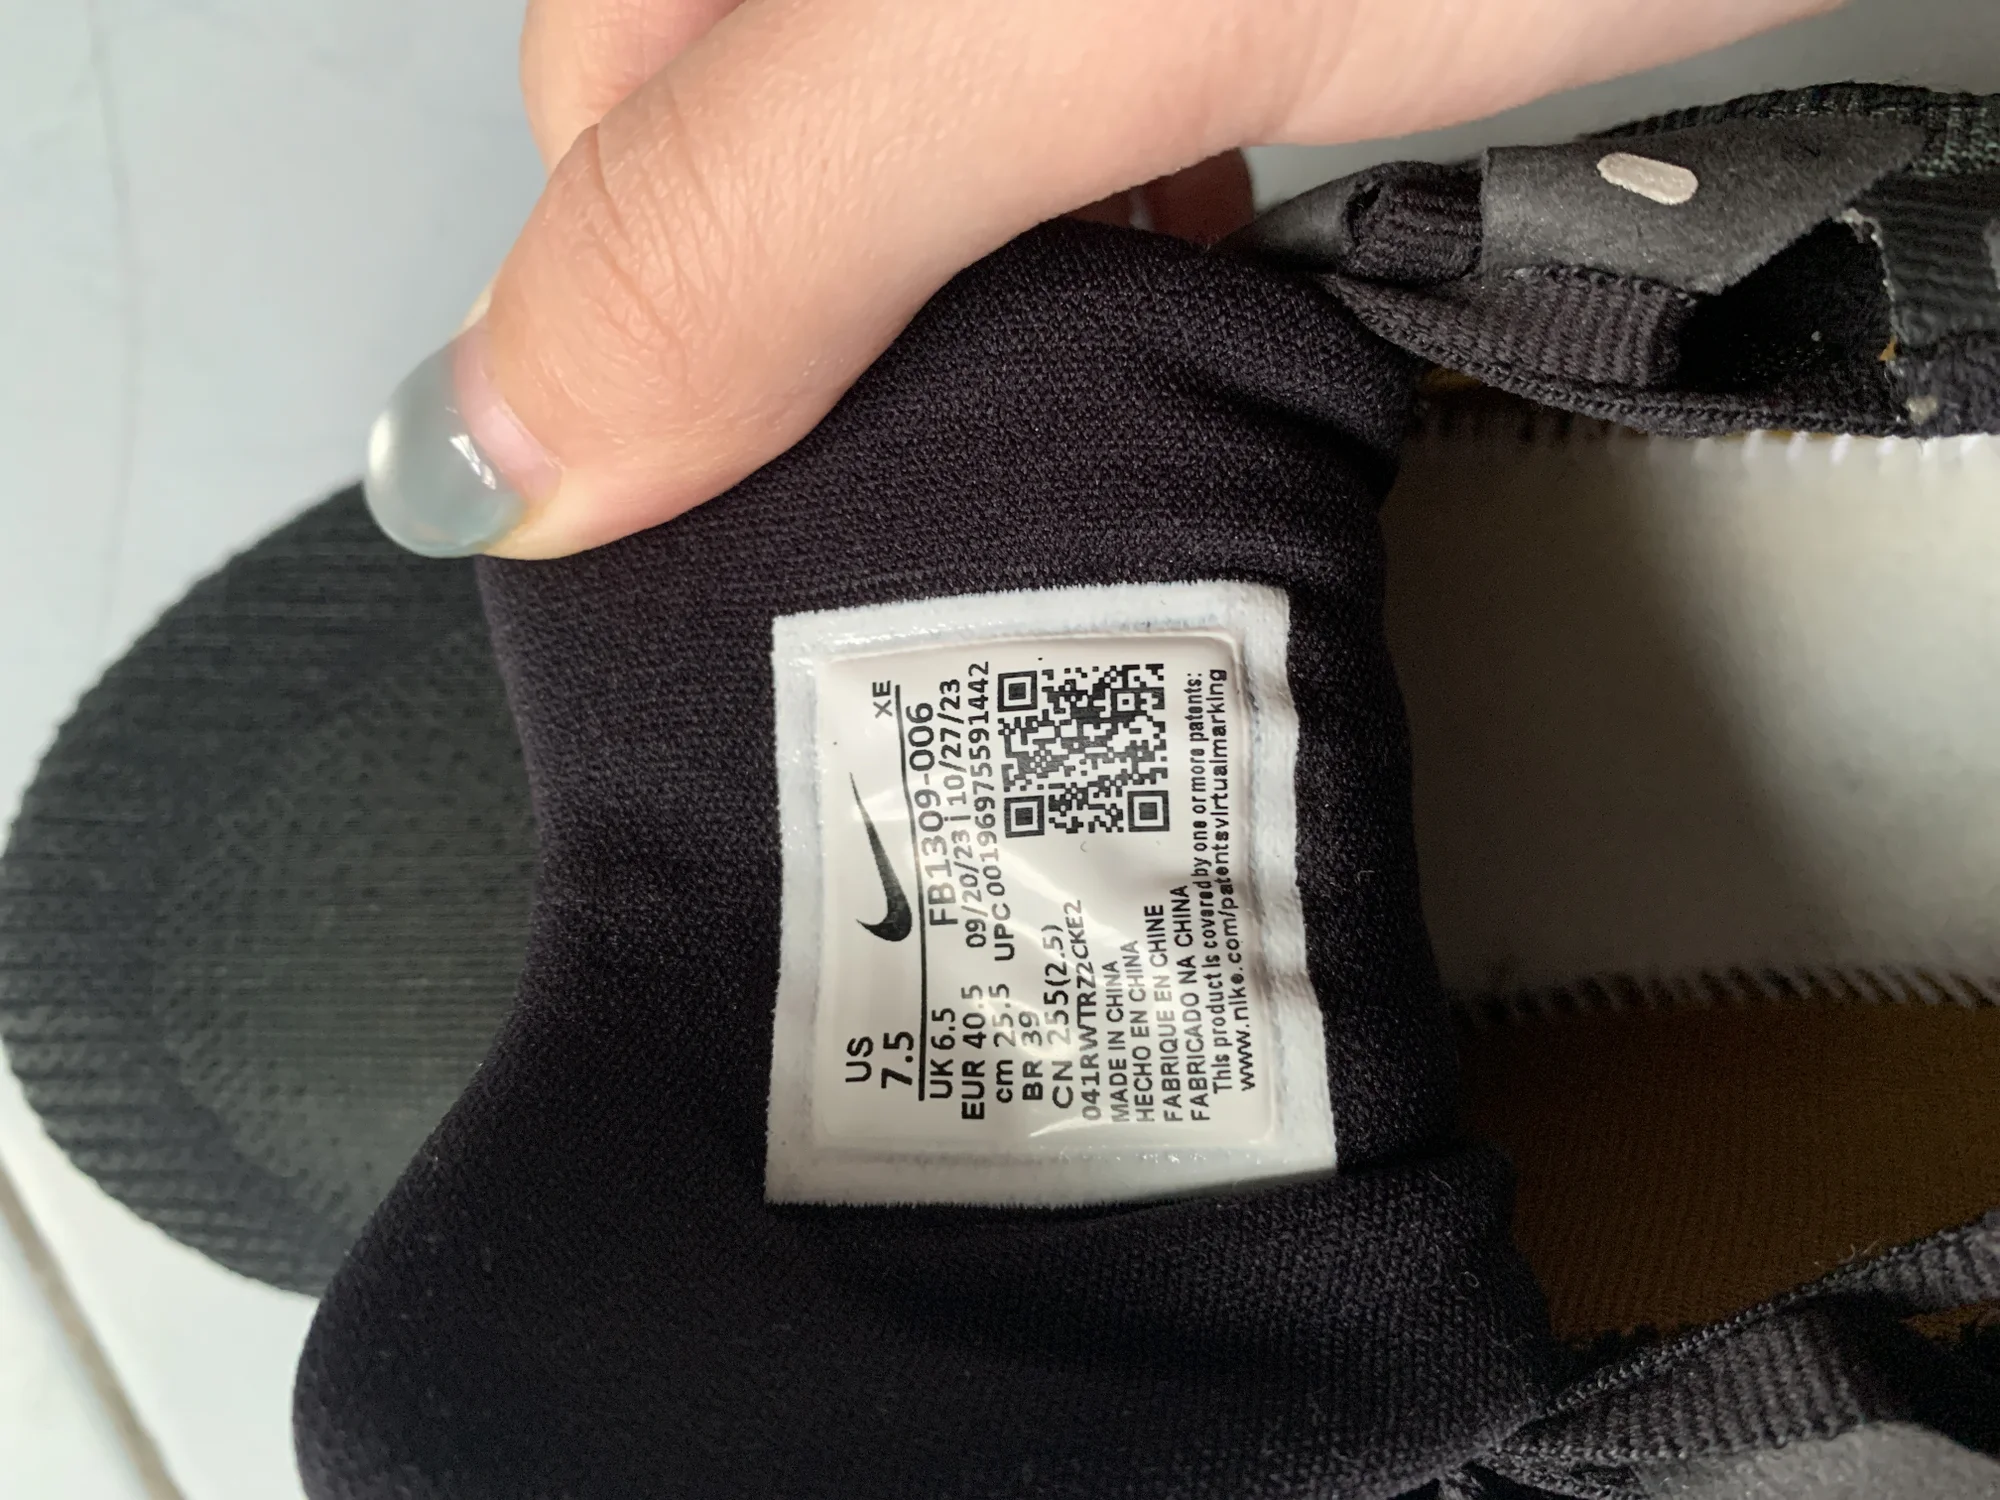 US XE
7.5
UK 6.5 FB1309-006
EUR 40.5 09/20/23 | 10/27/23
cm 25.5 UPC 00196975591442
BR 39
CN 255(2.5)
041RWTRZ2CKE2
MADE IN CHINA
HECHO EN CHINA
FABRIQUE EN CHINE
FABRICADO NA CHINA
This product is covered by one or more patents:
www.nike.com/patentsvirtualmarking